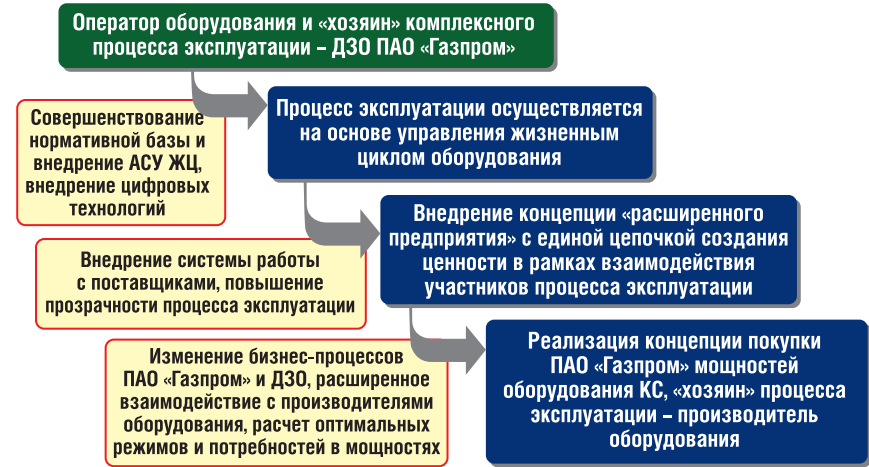 Оператор оборудования и «хозяин» комплексного
процесса эксплуатации – ДЗО ПАО «Газпром»
Совершенствование
нормативной базы и
внедрение АСУ ЖЦ,
внедрение цифровых
технологий
Процесс эксплуатации осуществляется
на основе управления жизненным
циклом оборудования
Внедрение системы работы
с поставщиками, повышение
прозрачности процесса эксплуатации
Внедрение концепции «расширенного
предприятия» с единой цепочкой создания
ценности в рамках взаимодействия
участников процесса эксплуатации
Изменение бизнес-процессов
ПАО «Газпром» и ДЗО, расширенное
взаимодействие с производителями
оборудования, расчет оптимальных
режимов и потребностей в мощностях
Реализация концепции покупки
ПАО «Газпром» мощностей
оборудования КС, «хозяин» процесса
эксплуатации – производитель
оборудования